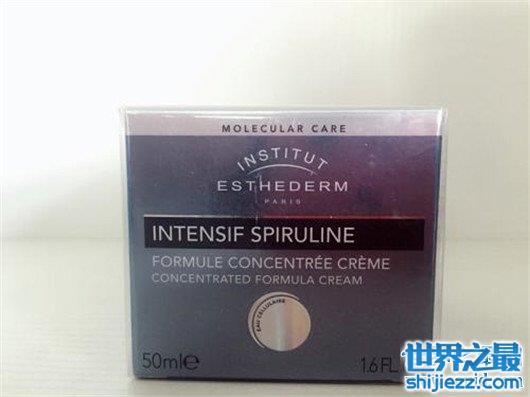 MOLECULAR CARE
INSTITUT
ESTHEDERM
PARIS
INTENSIF SPIRULINE
FORMULE CONCENTRÉE CRÈME
CONCENTRATED FORMULA CREAM
EAU CELLULAIRE
50ml℮ 1.6 FL
世界之最
shijiezzi.com